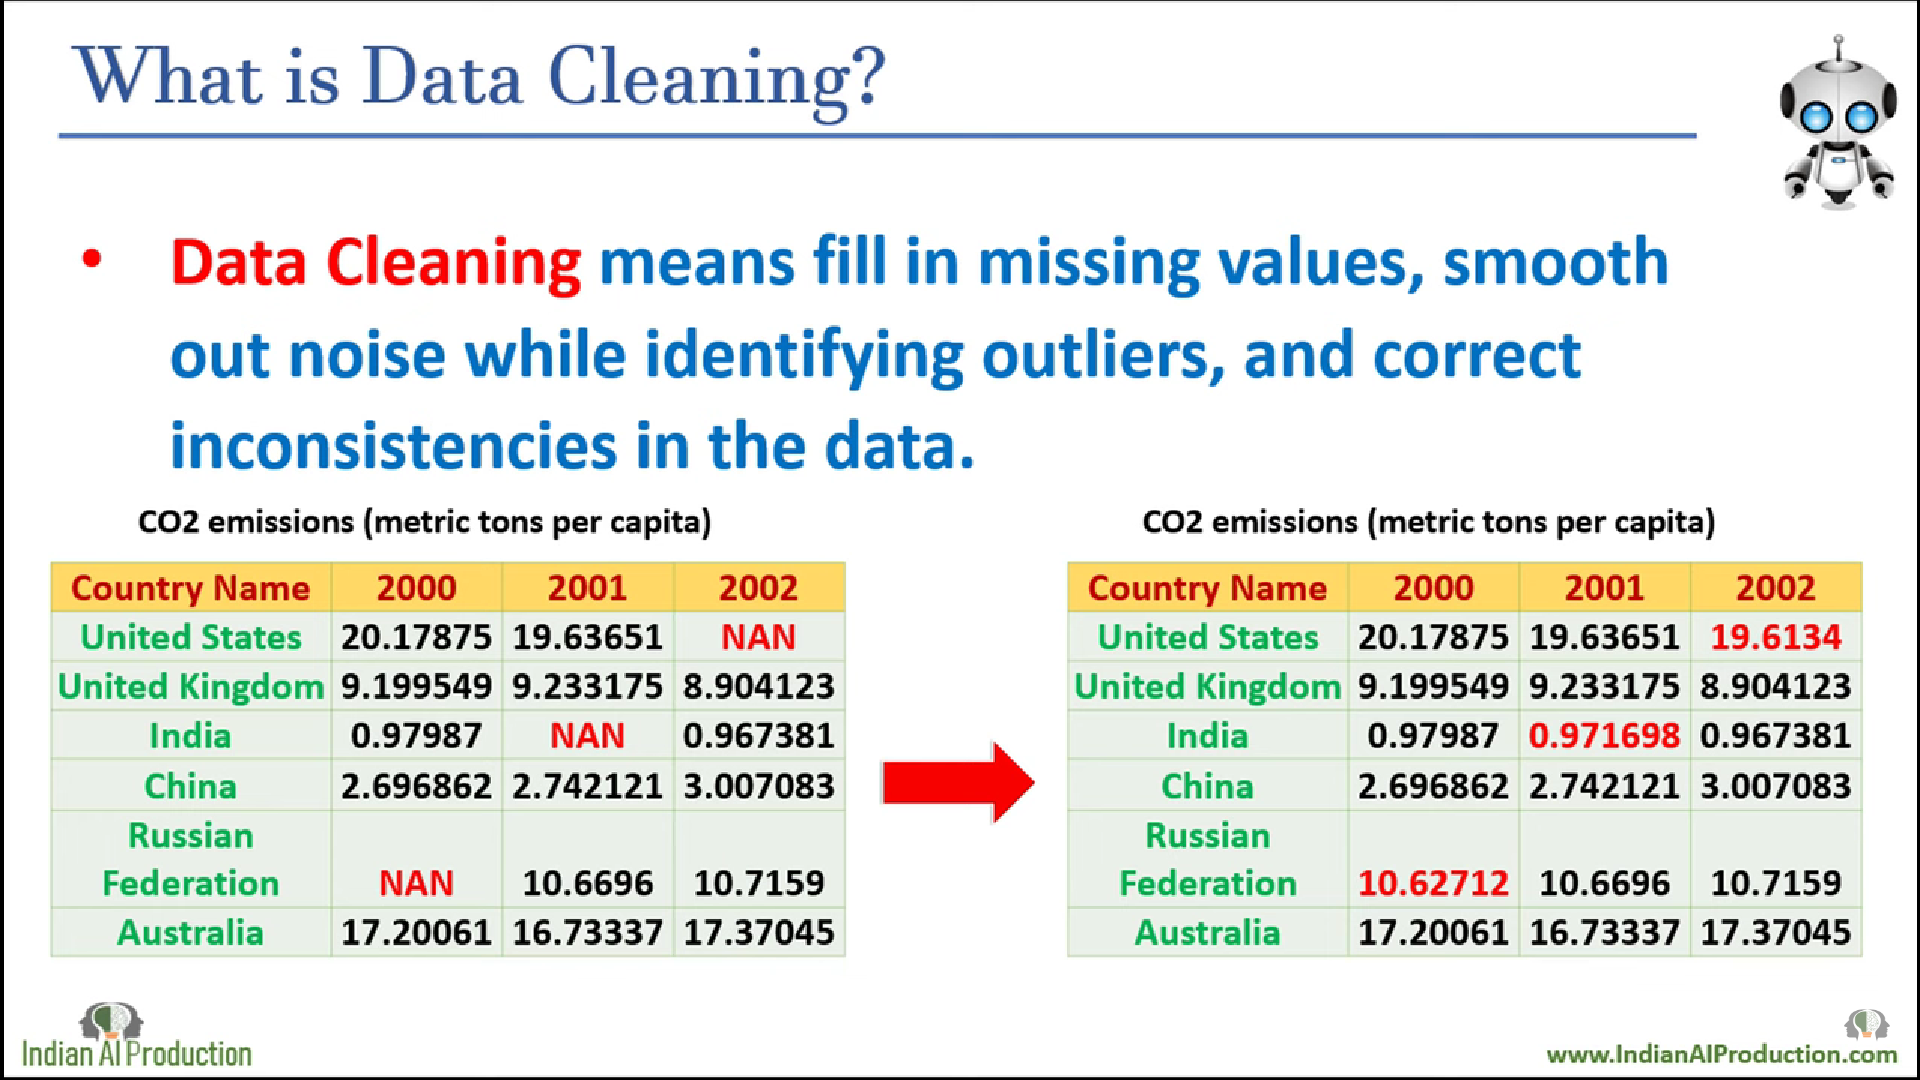 What is Data Cleaning?
• Data Cleaning means fill in missing values, smooth
out noise while identifying outliers, and correct
inconsistencies in the data.
CO2 emissions (metric tons per capita)
Country Name 2000 2001 2002
United States 20.17875 19.63651 NAN
United Kingdom 9.199549 9.233175 8.904123
India 0.97987 NAN 0.967381
China 2.696862 2.742121 3.007083
Russian
Federation NAN 10.6696 10.7159
Australia 17.20061 16.73337 17.37045
CO2 emissions (metric tons per capita)
Country Name 2000 2001 2002
United States 20.17875 19.63651 19.6134
United Kingdom 9.199549 9.233175 8.904123
India 0.97987 0.971698 0.967381
China 2.696862 2.742121 3.007083
Russian
Federation 10.62712 10.6696 10.7159
Australia 17.20061 16.73337 17.37045
Indian AI Production
www.IndianAIProduction.com